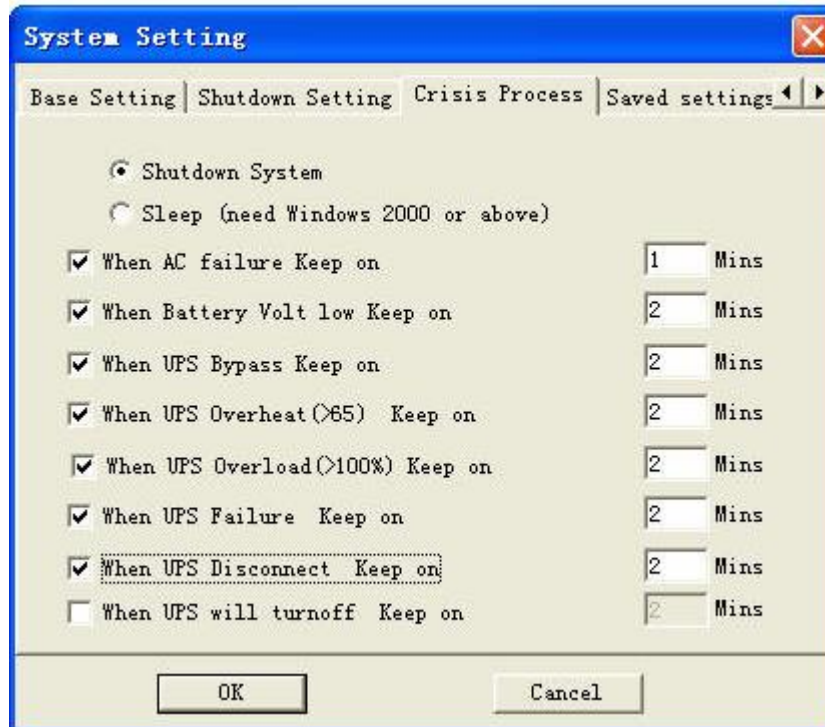 System Setting
Base Setting Shutdown Setting Crisis Process Saved settings
Shutdown System
Sleep (need Windows 2000 or above)
When AC failure Keep on 1 Mins
When Battery Volt low Keep on 2 Mins
When UPS Bypass Keep on 2 Mins
When UPS Overheat(>65) Keep on 2 Mins
When UPS Overload(>100%) Keep on 2 Mins
When UPS Failure Keep on 2 Mins
When UPS Disconnect Keep on 2 Mins
When UPS will turnoff Keep on 2 Mins
OK Cancel